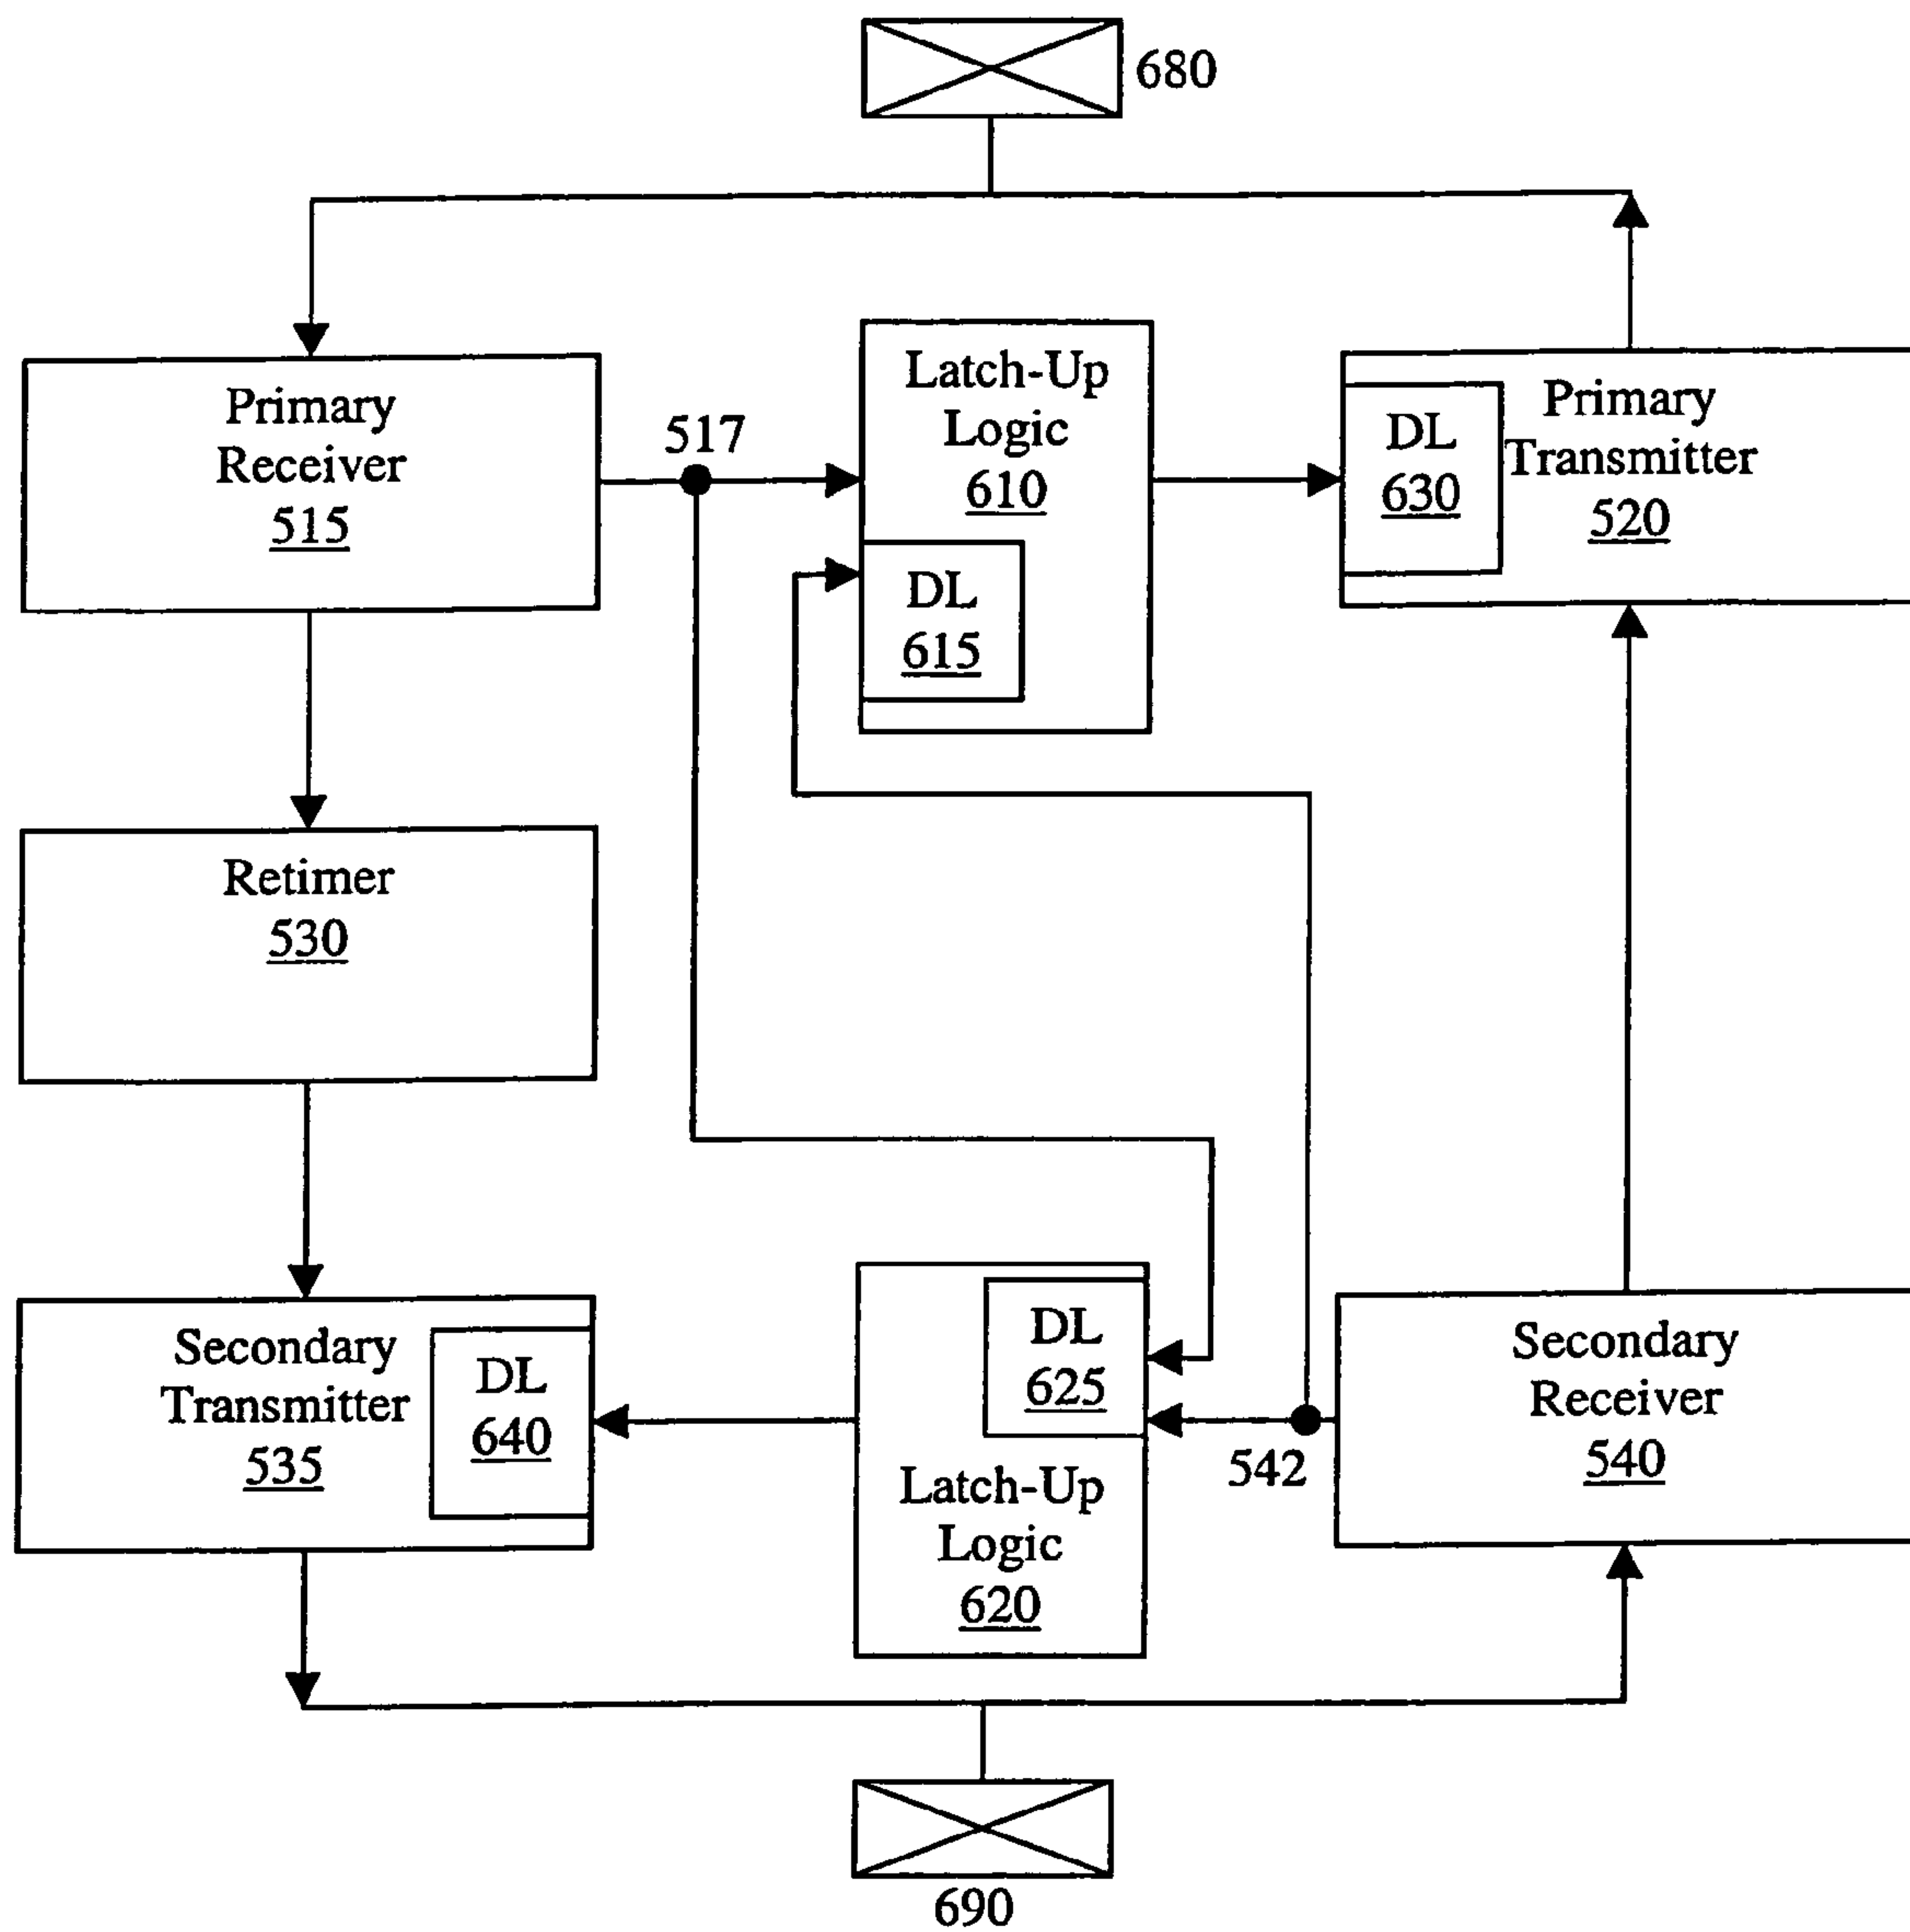 680
Primary
Receiver
515
517
Latch-Up
Logic
610
DL
615
DL
630
Primary
Transmitter
520
Retimer
530
Secondary
Transmitter
535
DL
640
DL
625
Latch-Up
Logic
620
542
Secondary
Receiver
540
690